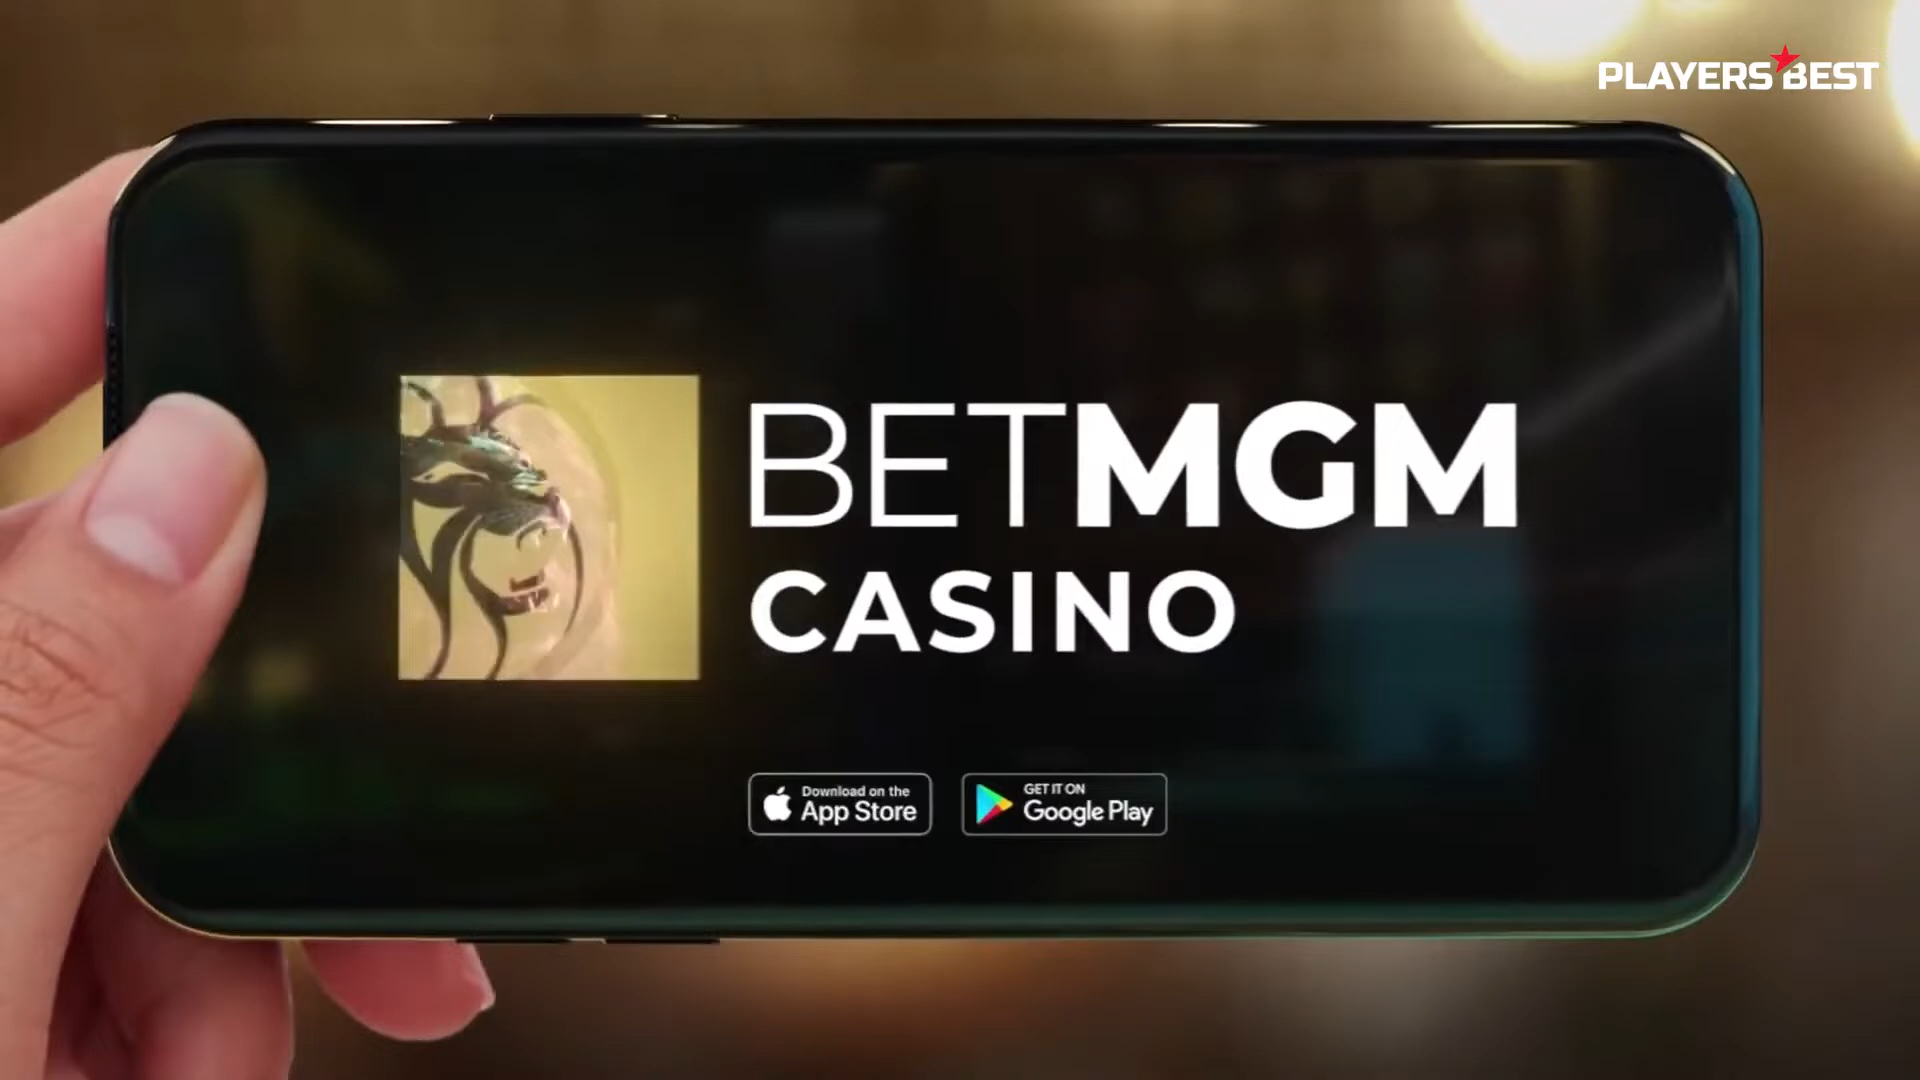 PLAYERS BEST
BETMGM
CASINO
Download on the
App Store
GET IT ON
Google Play